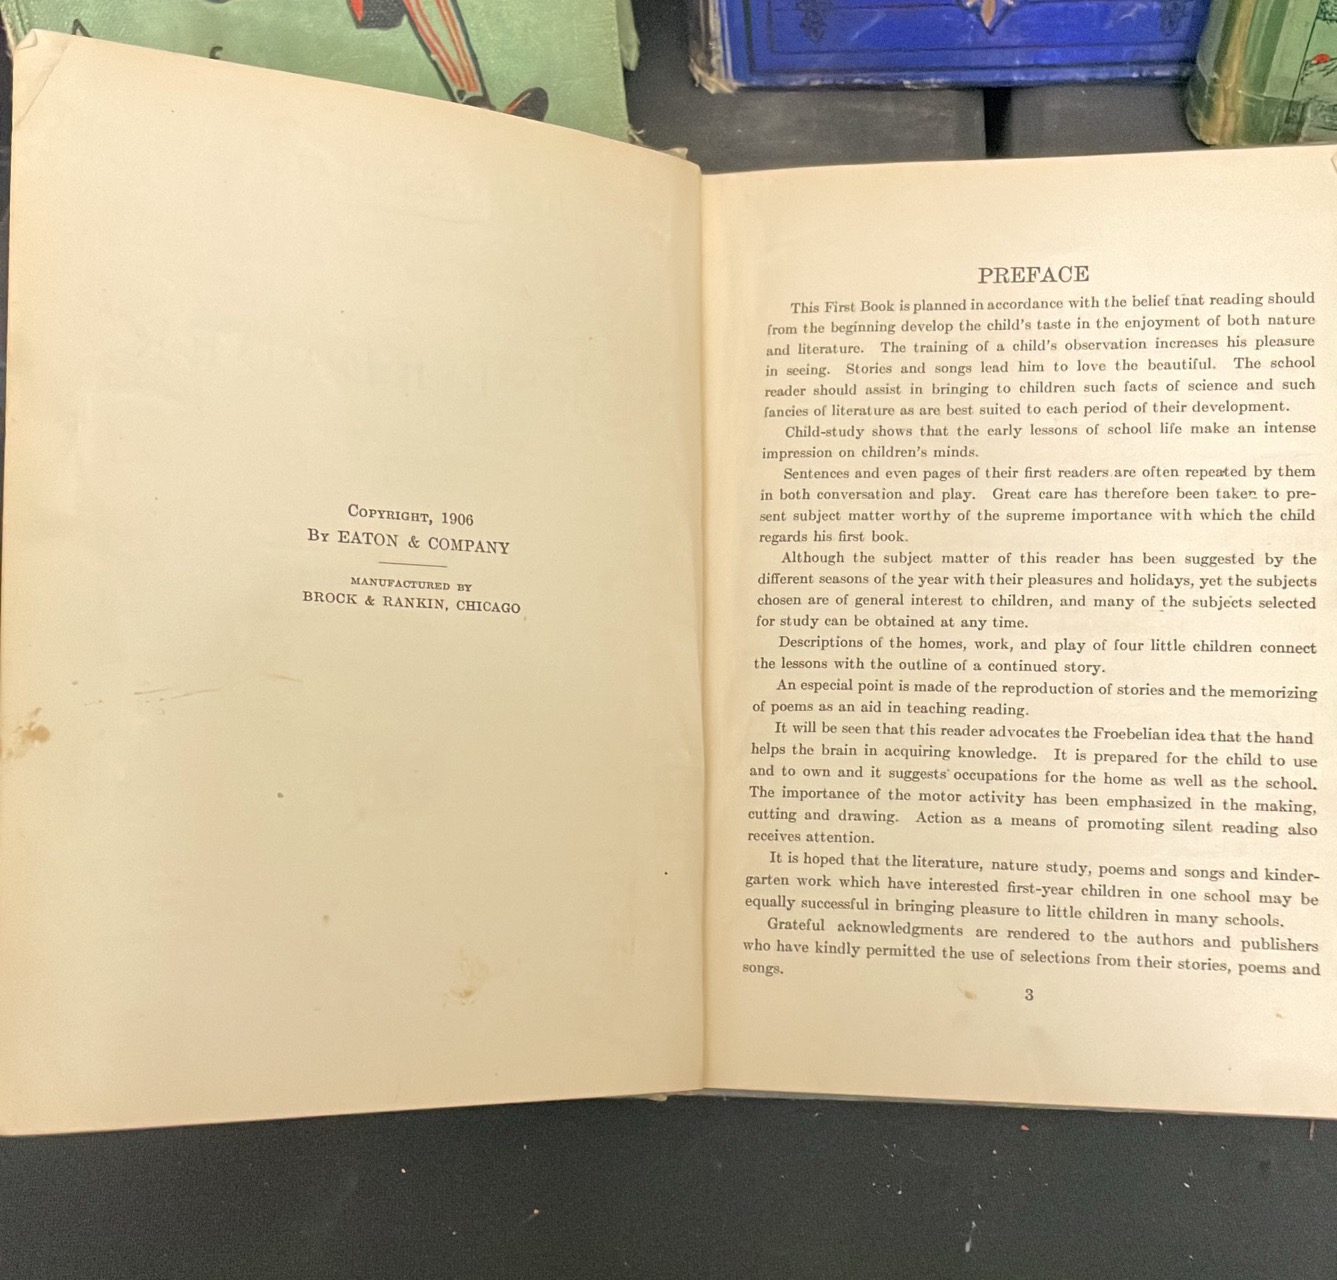 COPYRIGHT, 1906
BY EATON & COMPANY
MANUFACTURED BY
BROCK & RANKIN, CHICAGO
PREFACE
This First Book is planned in accordance with the belief that reading should
from the beginning develop the child's taste in the enjoyment of both nature
and literature. The training of a child's observation increases his pleasure
in seeing. Stories and songs lead him to love the beautiful. The school
reader should assist in bringing to children such facts of science and such
fancies of literature as are best suited to each period of their development.
Child-study shows that the early lessons of school life make an intense
impression on children's minds.
Sentences and even pages of their first readers are often repeated by them
in both conversation and play. Great care has therefore been taken to pre-
sent subject matter worthy of the supreme importance with which the child
regards his first book.
Although the subject matter of this reader has been suggested by the
different seasons of the year with their pleasures and holidays, yet the subjects
chosen are of general interest to children, and many of the subjects selected
for study can be obtained at any time.
Descriptions of the homes, work, and play of four little children connect
the lessons with the outline of a continued story.
An especial point is made of the reproduction of stories and the memorizing
of poems as an aid in teaching reading.
It will be seen that this reader advocates the Froebelian idea that the hand
helps the brain in acquiring knowledge. It is prepared for the child to use
and to own and it suggests occupations for the home as well as the school.
The importance of the motor activity has been emphasized in the making,
cutting and drawing. Action as a means of promoting silent reading also
receives attention.
It is hoped that the literature, nature study, poems and songs and kinder-
garten work which have interested first-year children in one school may be
equally successful in bringing pleasure to little children in many schools.
Grateful acknowledgments are rendered to the authors and publishers
who have kindly permitted the use of selections from their stories, poems and
songs.
3